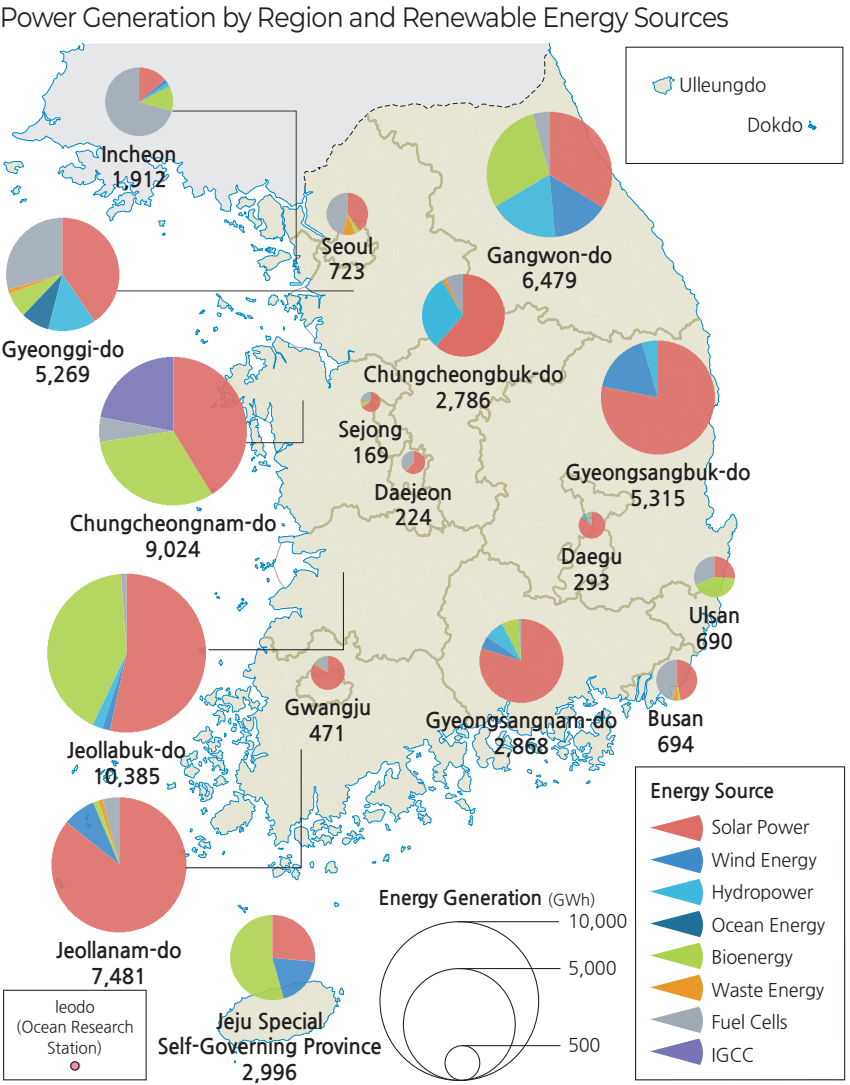 Power Generation by Region and Renewable Energy Sources
Ulleungdo
Dokdo
Incheon
1,912
Seoul
723
Gangwon-do
6,479
Gyeonggi-do
5,269
Chungcheongbuk-do
2,786
Sejong
169
Gyeongsangbuk-do
5,315
Daejeon
224
Chungcheongnam-do
9,024
Daegu
293
Ulsan
690
Gwangju
471
Gyeongsangnam-do
2,868
Busan
694
Jeollabuk-do
10,385
Jeollanam-do
7,481
Jeju Special
Self-Governing Province
2,996
Ieodo
(Ocean Research
Station)
Energy Generation (GWh)
10,000
5,000
500
Energy Source
Solar Power
Wind Energy
Hydropower
Ocean Energy
Bioenergy
Waste Energy
Fuel Cells
IGCC